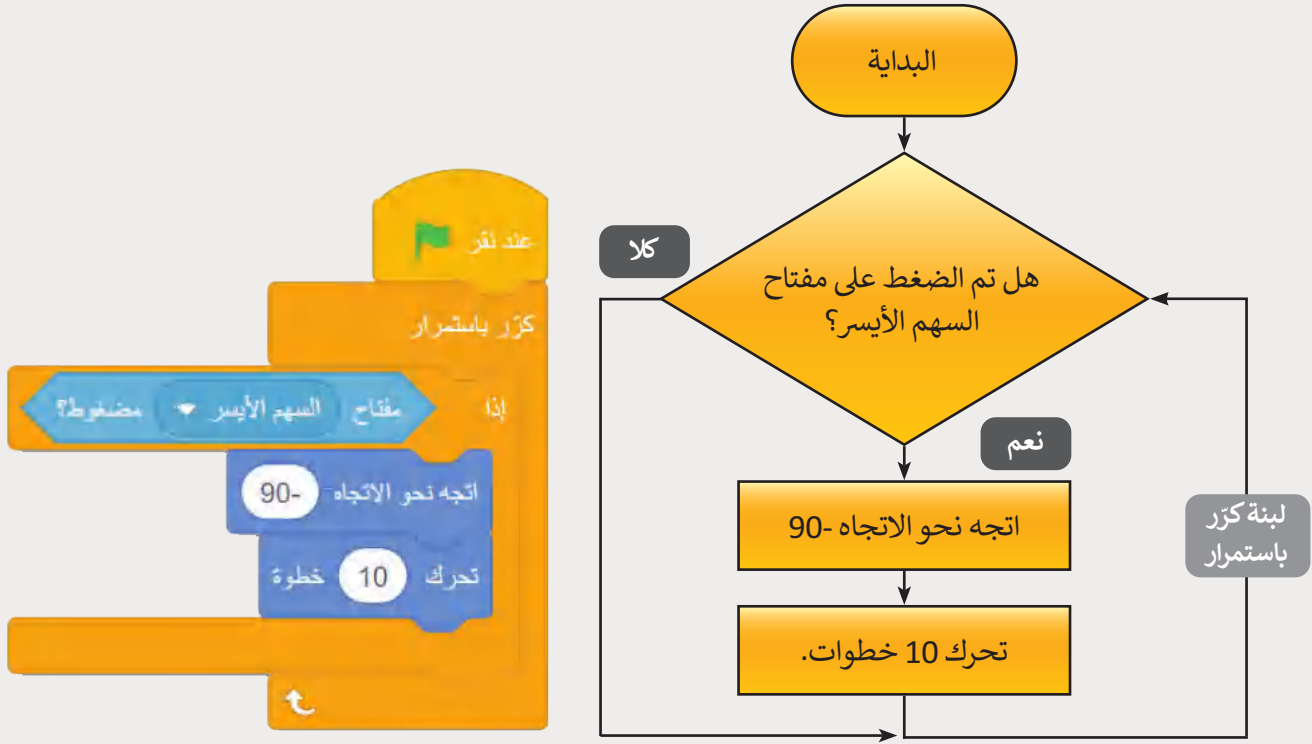 البداية
هل تم الضغط على مفتاح
السهم الأيسر؟
كلا
نعم
اتجه نحو الاتجاه -90
تحرك 10 خطوات.
لبنة كرّر
باستمرار
عند نقر
كرّر باستمرار
إذا مفتاح السهم الأيسر مضغوط؟
اتجه نحو الاتجاه -90
تحرك 10 خطوة